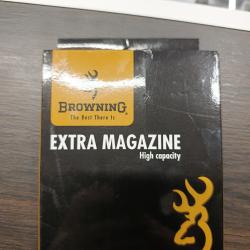 BROWNING®
The Best There Is
EXTRA MAGAZINE
High capacity